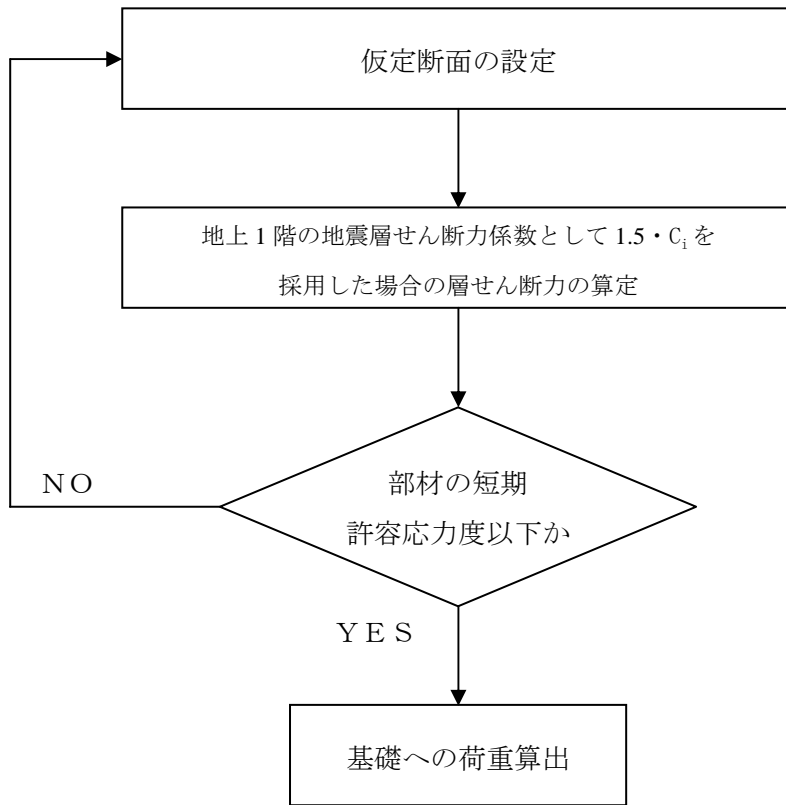 仮定断面の設定
地上1階の地震層せん断力係数として1.5・Ciを
採用した場合の層せん断力の算定
部材の短期
許容応力度以下か
NO
YES
基礎への荷重算出